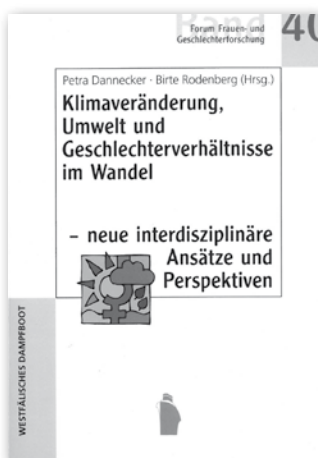 Band 40
Forum Frauen- und
Geschlechterforschung
Petra Dannecker · Birte Rodenberg (Hrsg.)
Klimaveränderung,
Umwelt und
Geschlechterverhältnisse
im Wandel
– neue interdisziplinäre
Ansätze und
Perspektiven
WESTFÄLISCHES DAMPFBOOT